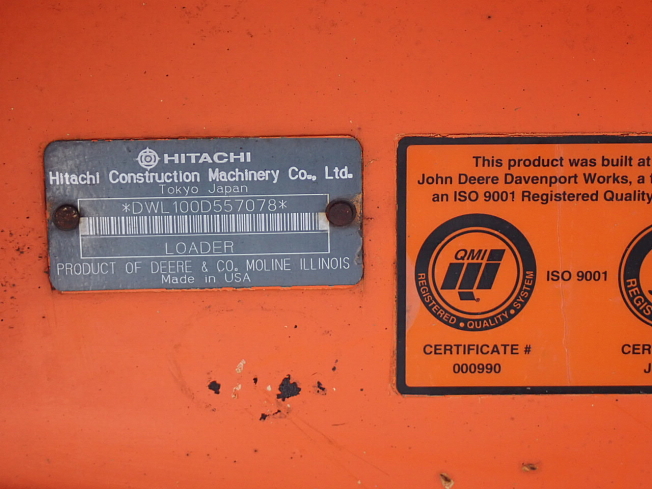 HITACHI
Hitachi Construction Machinery Co., Ltd.
Tokyo Japan
*DWL100D557078*
LOADER
PRODUCT OF DEERE & CO. MOLINE ILLINOIS
Made in USA
This product was built at
John Deere Davenport Works, a
an ISO 9001 Registered Quality
QMI
REGISTERED • QUALITY • SYSTEM
ISO 9001
CERTIFICATE #
000990